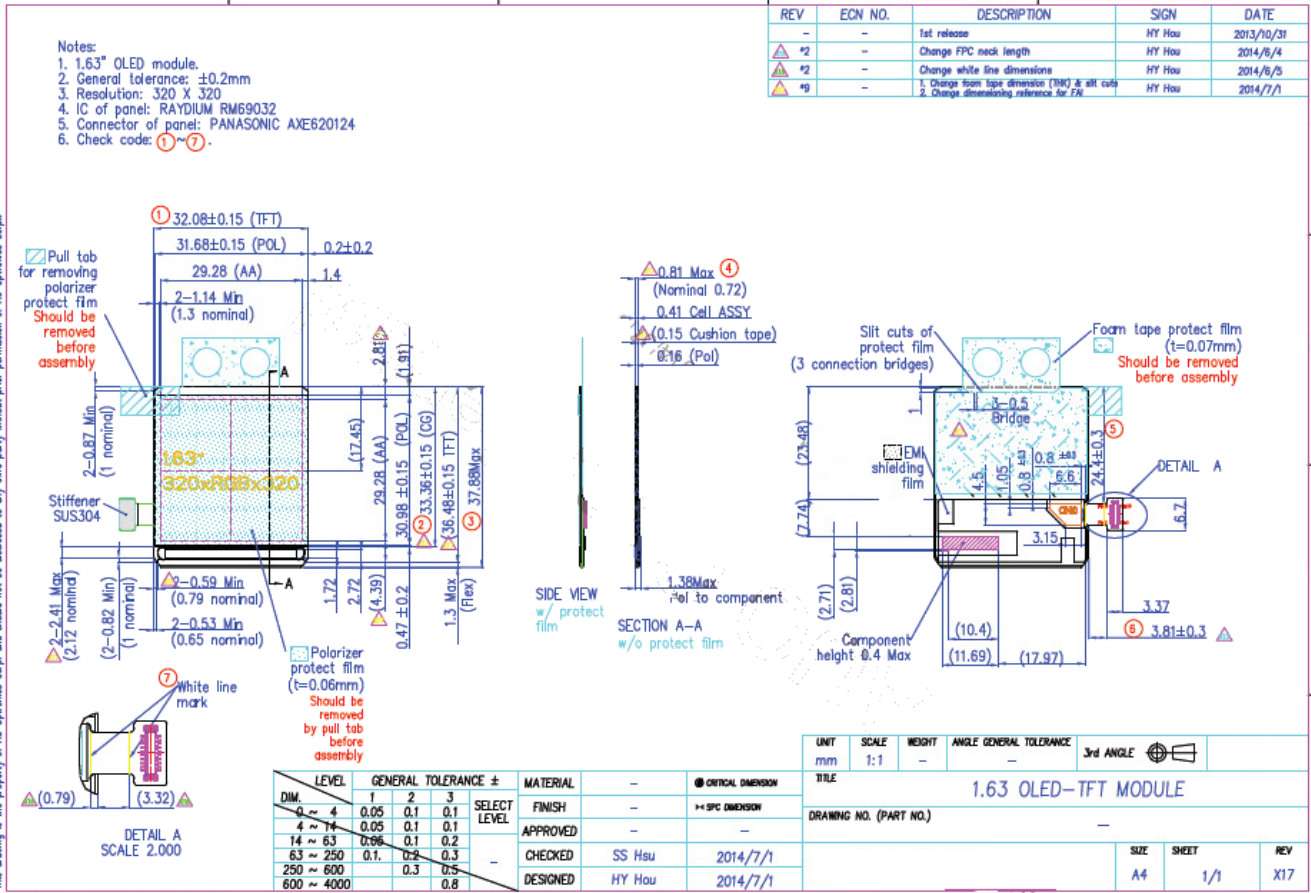 REV ECN NO. DESCRIPTION SIGN DATE
- - 1st release HY Hou 2013/10/31
*2 - Change FPC neck length HY Hou 2014/6/4
*2 - Change white line dimensions HY Hou 2014/6/5
*9 - 1. Change foam tape dimension (THK) & slit cuts HY Hou 2014/7/1
2. Change dimensioning reference for FAI
Notes:
1. 1.63" OLED module.
2. General tolerance: ±0.2mm
3. Resolution: 320 X 320
4. IC of panel: RAYDIUM RM69032
5. Connector of panel: PANASONIC AXE620124
6. Check code: 1 ~ 7 .
1 32.08±0.15 (TFT)
31.68±0.15 (POL) 0.2±0.2
29.28 (AA) 1.4
2-1.14 Min
(1.3 nominal)
Pull tab
for removing
polarizer
protect film
Should be
removed
before
assembly
A
2.81
(1.91)
2-0.87 Min
(1 nominal)
1.63"
320xRGBx320
(17.45)
29.28 (AA)
30.98 ±0.15 (POL)
2 33.36±0.15 (CG)
(36.48±0.15 TFT)
3 37.88Max
Stiffener
SUS304
A
2-2.41 Max
(2.12 nominal)
(2-0.82 Min)
(1 nominal)
2-0.59 Min
(0.79 nominal)
2-0.53 Min
(0.65 nominal)
1.72
2.72
(4.39)
0.47 ±0.2
1.3 Max
(Flex)
Polarizer
protect film
(t=0.06mm)
Should be
removed
by pull tab
before
assembly
0.81 Max 4
(Nominal 0.72)
0.41 Cell ASSY
(0.15 Cushion tape)
0.16 (Pol)
SIDE VIEW
w/ protect
film
1.38Max
Pol to component
SECTION A-A
w/o protect film
Slit cuts of
protect film
(3 connection bridges)
Foam tape protect film
(t=0.07mm)
Should be removed
before assembly
1
3-0.5
Bridge
(23.48)
(7.74)
EMI
shielding
film
4.5
1.05
0.8
0.8
6.6
24.4±0.3
5
DETAIL A
6.7
3.15
(2.71)
(2.81)
3.37
6 3.81±0.3
Component
height 0.4 Max
(10.4)
(11.69) (17.97)
7 White line
mark
(0.79) (3.32)
DETAIL A
SCALE 2.000
LEVEL GENERAL TOLERANCE ±
DIM. 1 2 3 SELECT LEVEL
0 ~ 4 0.05 0.1 0.1
4 ~ 14 0.05 0.1 0.1
14 ~ 63 0.05 0.1 0.2
63 ~ 250 0.1. 0.2 0.3 -
250 ~ 600 0.3 0.5
600 ~ 4000 0.8
MATERIAL - CRITICAL DIMENSION
FINISH - SPC DIMENSION
APPROVED - -
CHECKED SS Hsu 2014/7/1
DESIGNED HY Hou 2014/7/1
UNIT SCALE WEIGHT ANGLE GENERAL TOLERANCE 3rd ANGLE
mm 1:1 - -
TITLE
1.63 OLED-TFT MODULE
DRAWING NO. (PART NO.)
-
SIZE SHEET REV
A4 1/1 X17